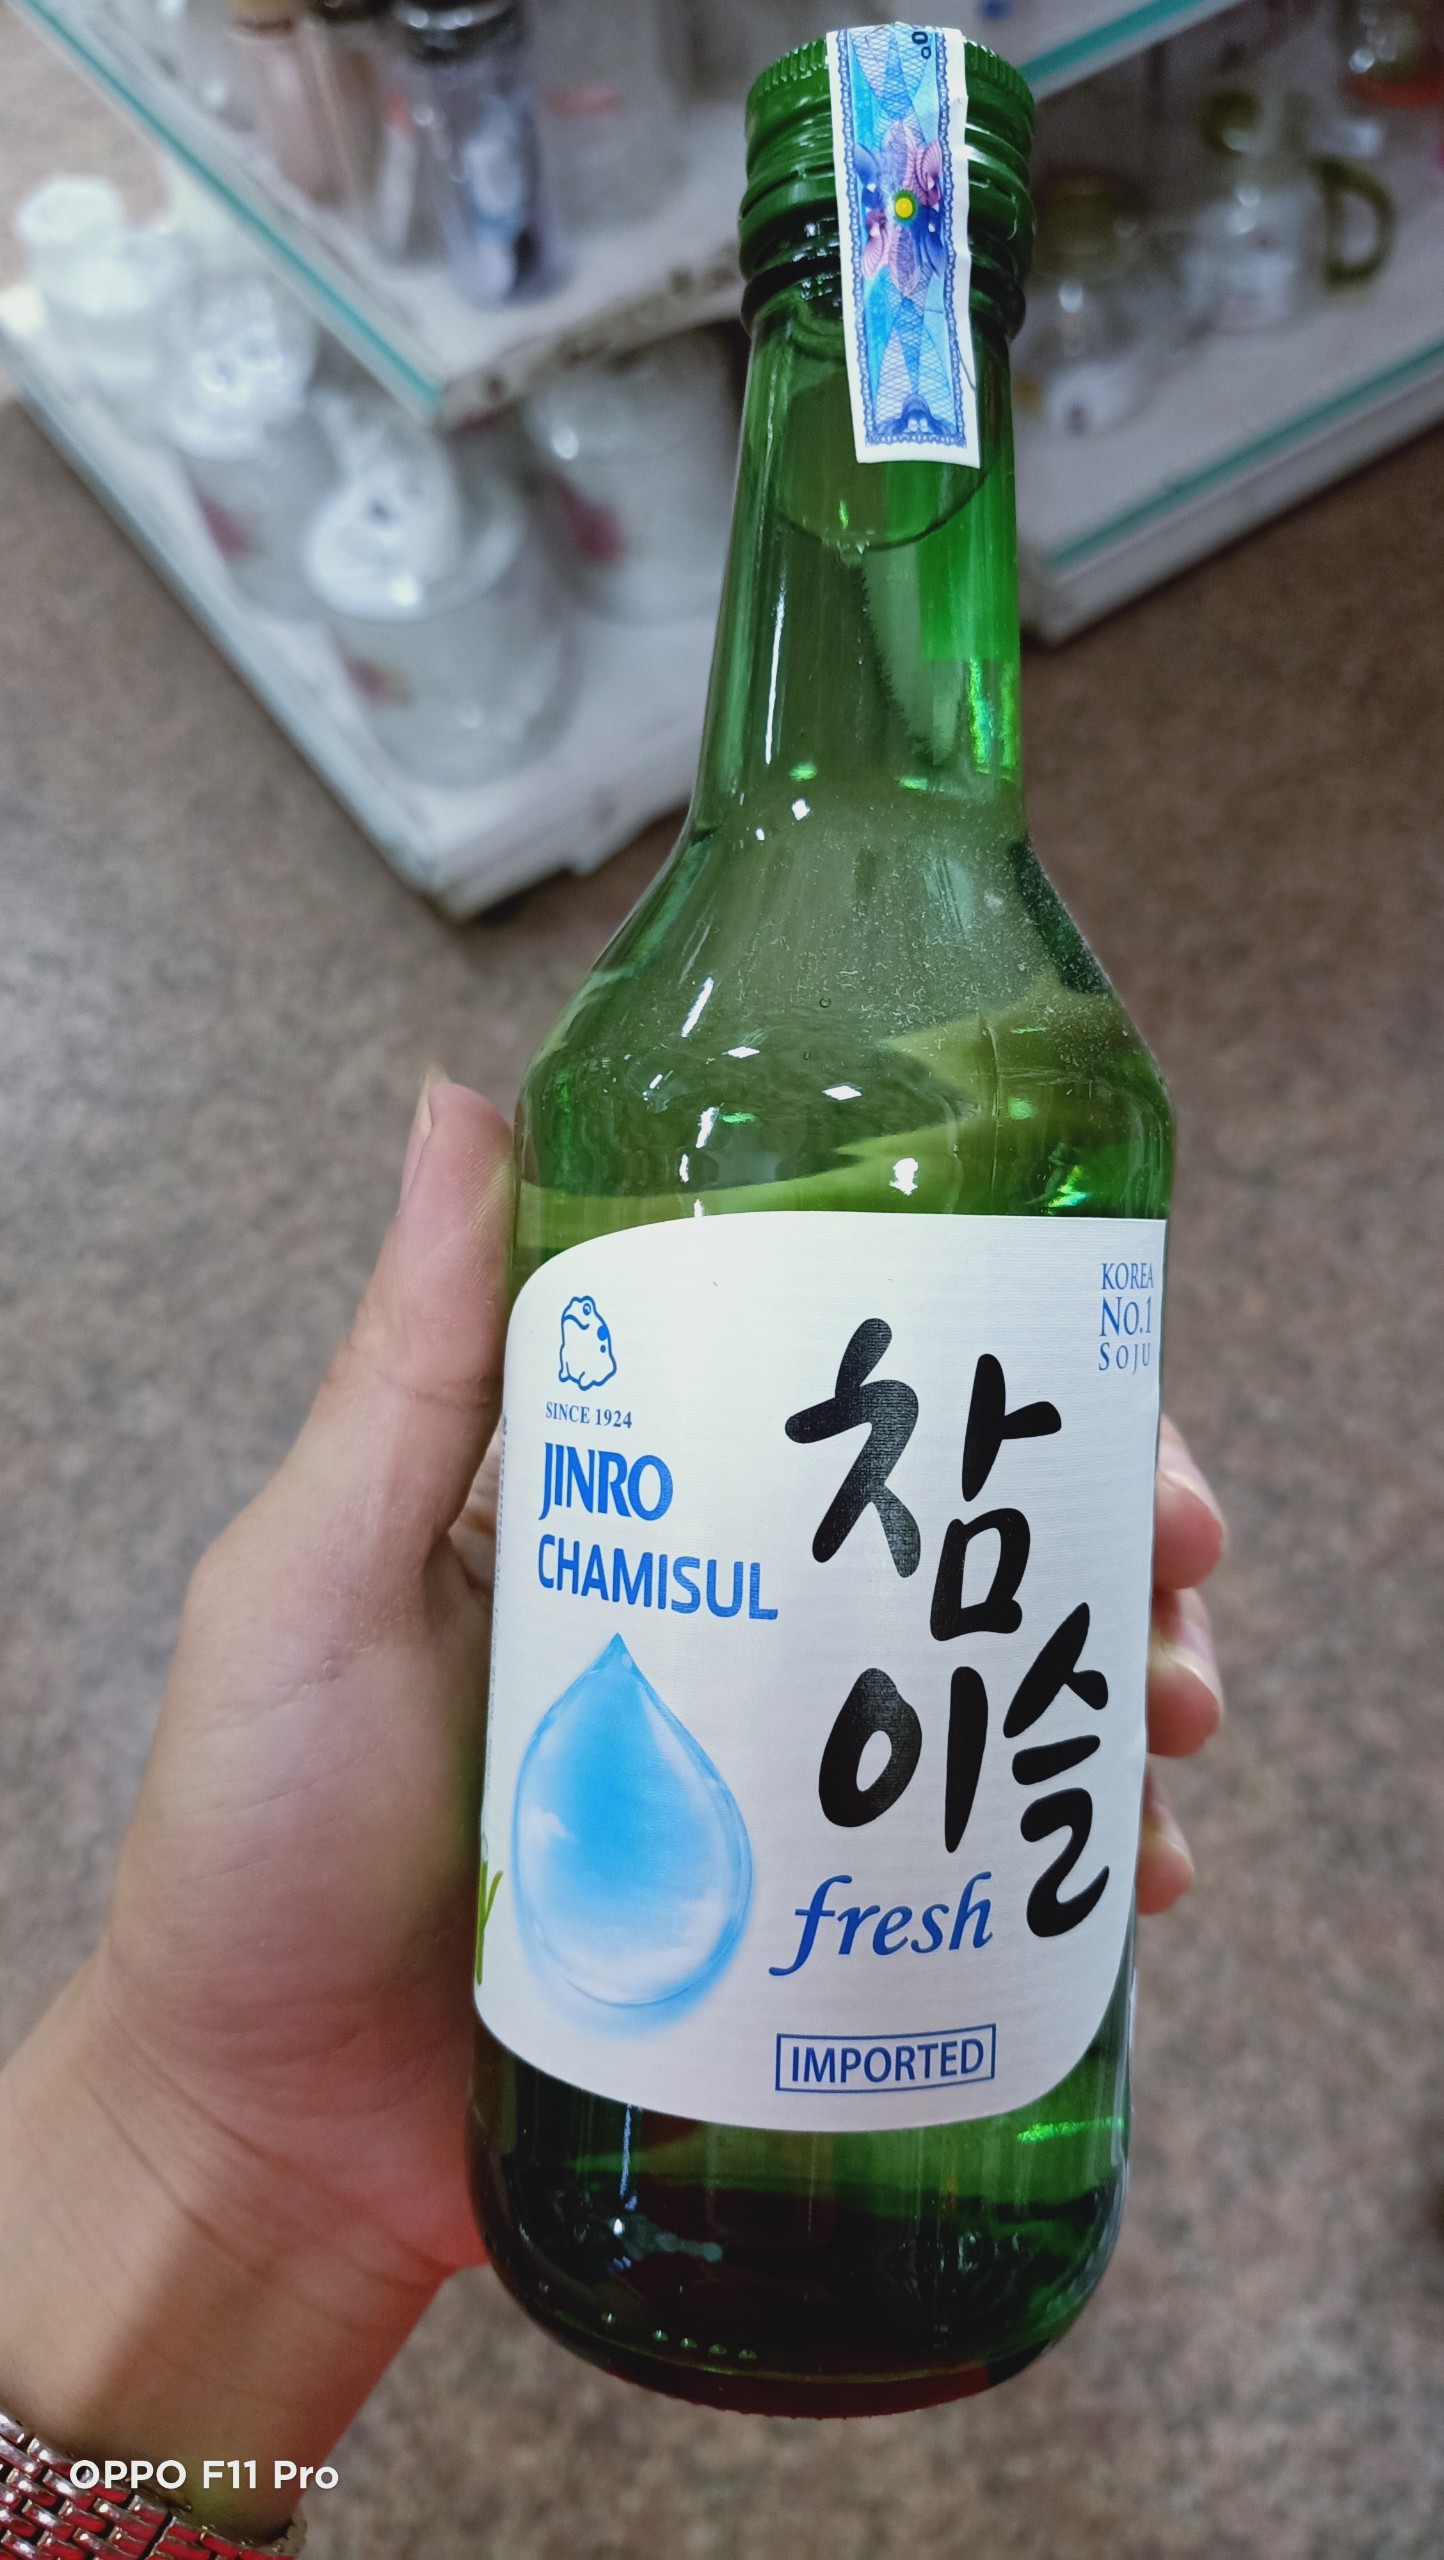 KOREA
No.1
SOJU
SINCE 1924
JINRO
CHAMISUL
참
이슬
fresh
IMPORTED
OPPO F11 Pro